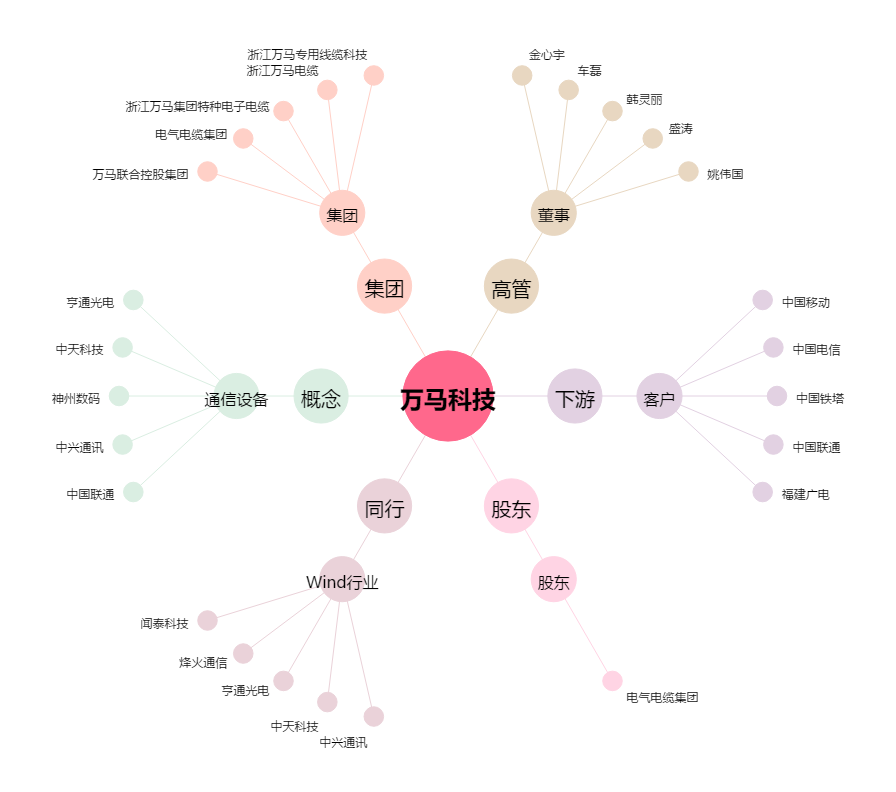 浙江万马专用线缆科技
浙江万马电缆
浙江万马集团特种电子电缆
电气电缆集团
万马联合控股集团
集团
集团
金心宇
车磊
韩灵丽
盛涛
姚伟国
董事
高管
亨通光电
中天科技
神州数码
中兴通讯
中国联通
通信设备
概念
万马科技
下游
客户
中国移动
中国电信
中国铁塔
中国联通
福建广电
同行
Wind行业
闻泰科技
烽火通信
亨通光电
中天科技
中兴通讯
股东
股东
电气电缆集团